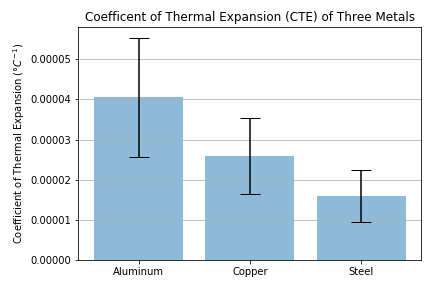 Coefficent of Thermal Expansion (CTE) of Three Metals
Coefficient of Thermal Expansion (°C⁻¹)
0.00005
0.00004
0.00003
0.00002
0.00001
0.00000
Aluminum
Copper
Steel